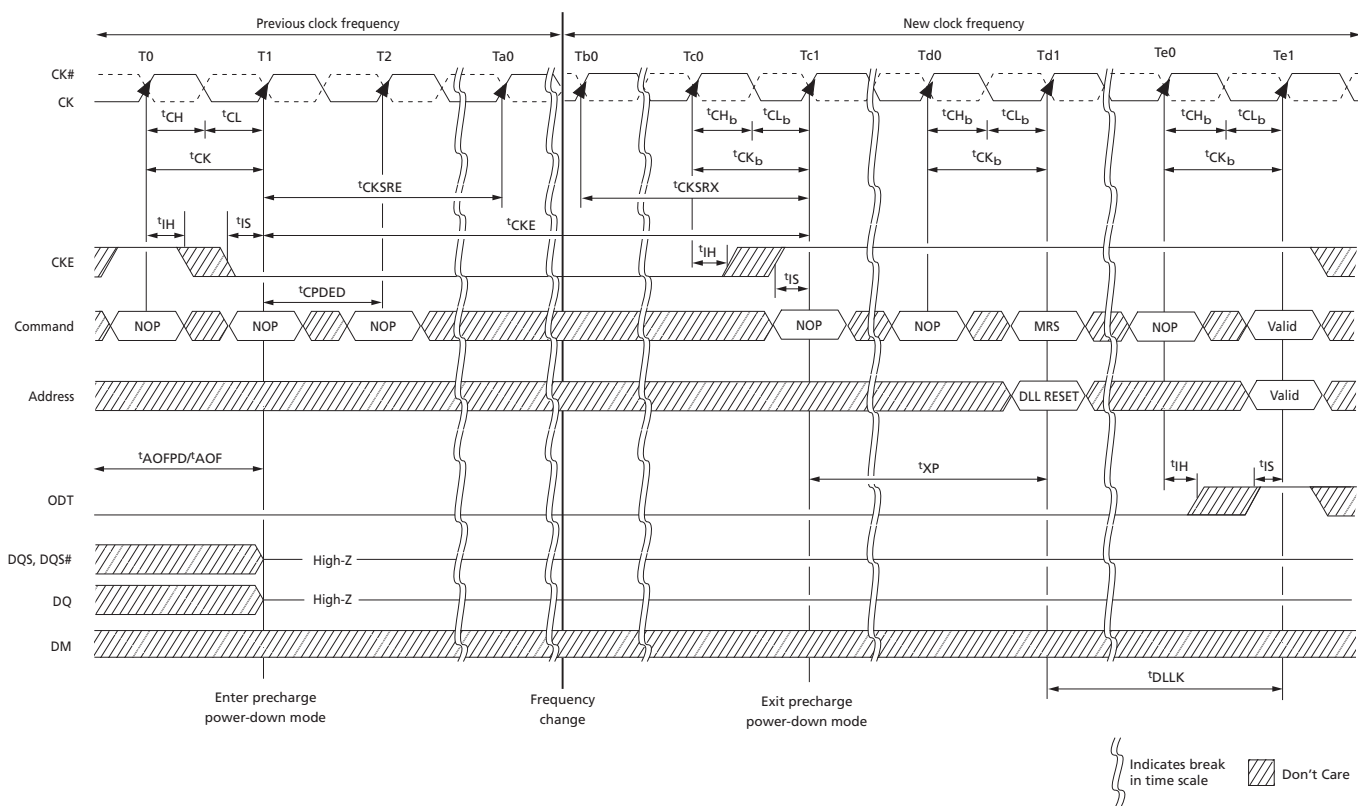 Previous clock frequency New clock frequency
T0 T1 T2 Ta0 Tb0 Tc0 Tc1 Td0 Td1 Te0 Te1
CK#
CK
tCH tCL tCHb tCLb tCHb tCLb tCHb tCLb
tCK tCKb tCKb tCKb
tCKSRE tCKSRX
tIH tIS tCKE
CKE
tIH
tIS
tCPDED
Command NOP NOP NOP NOP NOP MRS NOP Valid
Address DLL RESET Valid
tAOFPD/tAOF tXP tIH tIS
ODT
DQS, DQS# High-Z
DQ High-Z
DM
tDLLK
Enter precharge
power-down mode
Frequency
change
Exit precharge
power-down mode
Indicates break
in time scale
Don't Care